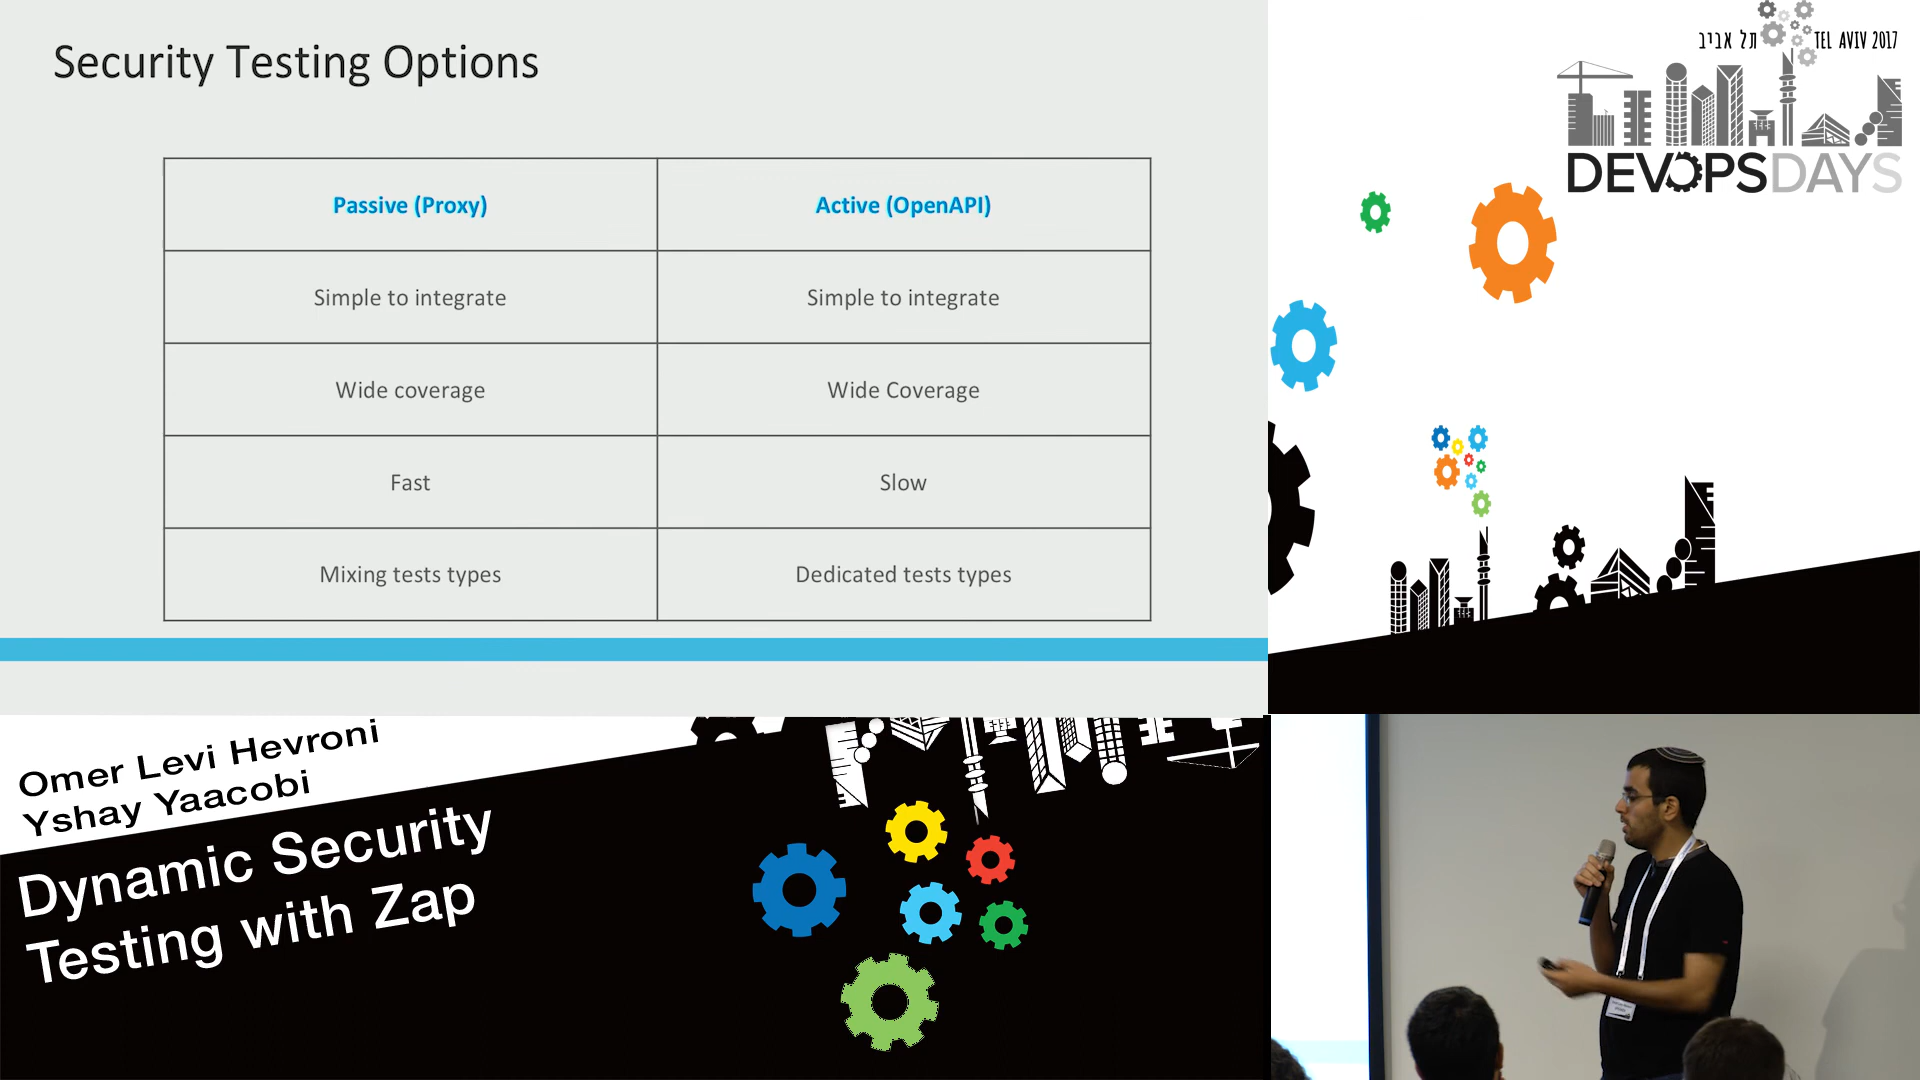 Security Testing Options
Passive (Proxy)
Active (OpenAPI)
Simple to integrate
Simple to integrate
Wide coverage
Wide Coverage
Fast
Slow
Mixing tests types
Dedicated tests types
תל אביב
TEL AVIV 2017
DEVOPSDAYS
Omer Levi Hevroni
Yshay Yaacobi
Dynamic Security
Testing with Zap